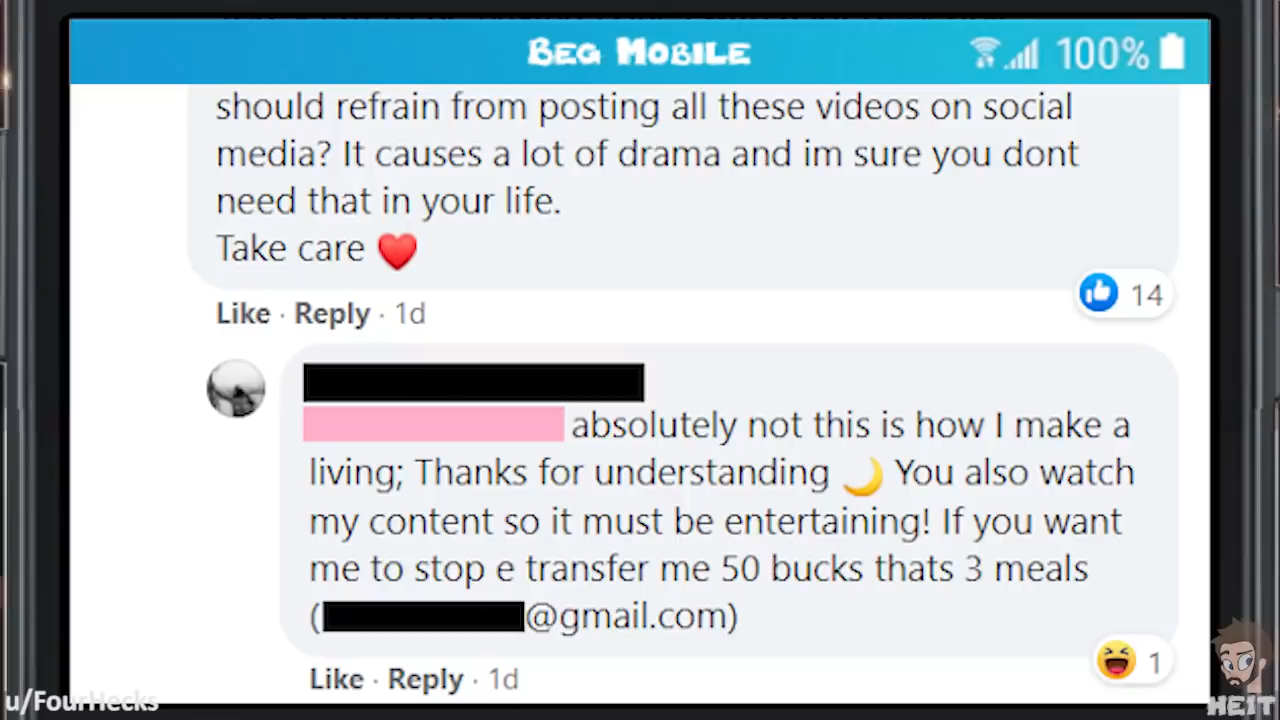 BEG MOBILE
100%
should refrain from posting all these videos on social
media? It causes a lot of drama and im sure you dont
need that in your life.
Take care ❤️
14
Like · Reply · 1d
absolutely not this is how I make a
living; Thanks for understanding 🌙 You also watch
my content so it must be entertaining! If you want
me to stop e transfer me 50 bucks thats 3 meals
(@gmail.com)
1
Like · Reply · 1d
u/FourHecks
HEIT